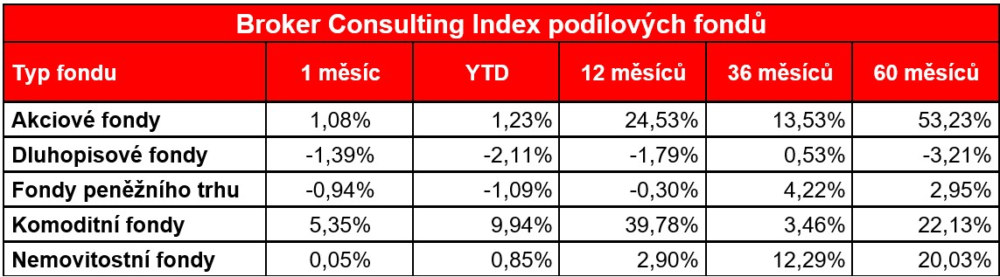 Broker Consulting Index podílových fondů
Typ fondu 1 měsíc YTD 12 měsíců 36 měsíců 60 měsíců
Akciové fondy 1,08% 1,23% 24,53% 13,53% 53,23%
Dluhopisové fondy -1,39% -2,11% -1,79% 0,53% -3,21%
Fondy peněžního trhu -0,94% -1,09% -0,30% 4,22% 2,95%
Komoditní fondy 5,35% 9,94% 39,78% 3,46% 22,13%
Nemovitostní fondy 0,05% 0,85% 2,90% 12,29% 20,03%